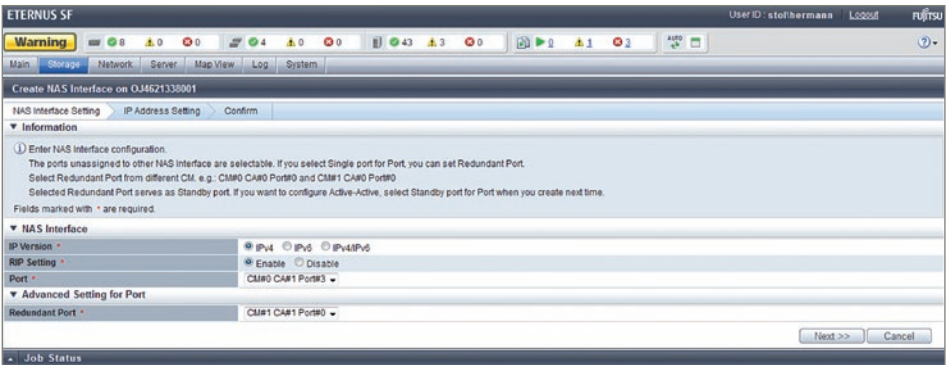 ETERNUS SF User ID : stollhermann Logout FUJITSU
Warning 8 0 0 4 0 0 43 3 0 0 1 3 AUTO
Main Storage Network Server Map View Log System
Create NAS Interface on OJ4621338001
NAS Interface Setting IP Address Setting Confirm
Information
Enter NAS Interface configuration.
The ports unassigned to other NAS Interface are selectable. If you select Single port for Port, you can set Redundant Port.
Select Redundant Port from different CM, e.g.: CM#0 CA#0 Port#0 and CM#1 CA#0 Port#0
Selected Redundant Port serves as Standby port. If you want to configure Active-Active, select Standby port for Port when you create next time.
Fields marked with * are required.
NAS Interface
IP Version * IPv4 IPv6 IPv4/IPv6
RIP Setting * Enable Disable
Port * CM#0 CA#1 Port#3
Advanced Setting for Port
Redundant Port * CM#1 CA#1 Port#0
Next >> Cancel
Job Status